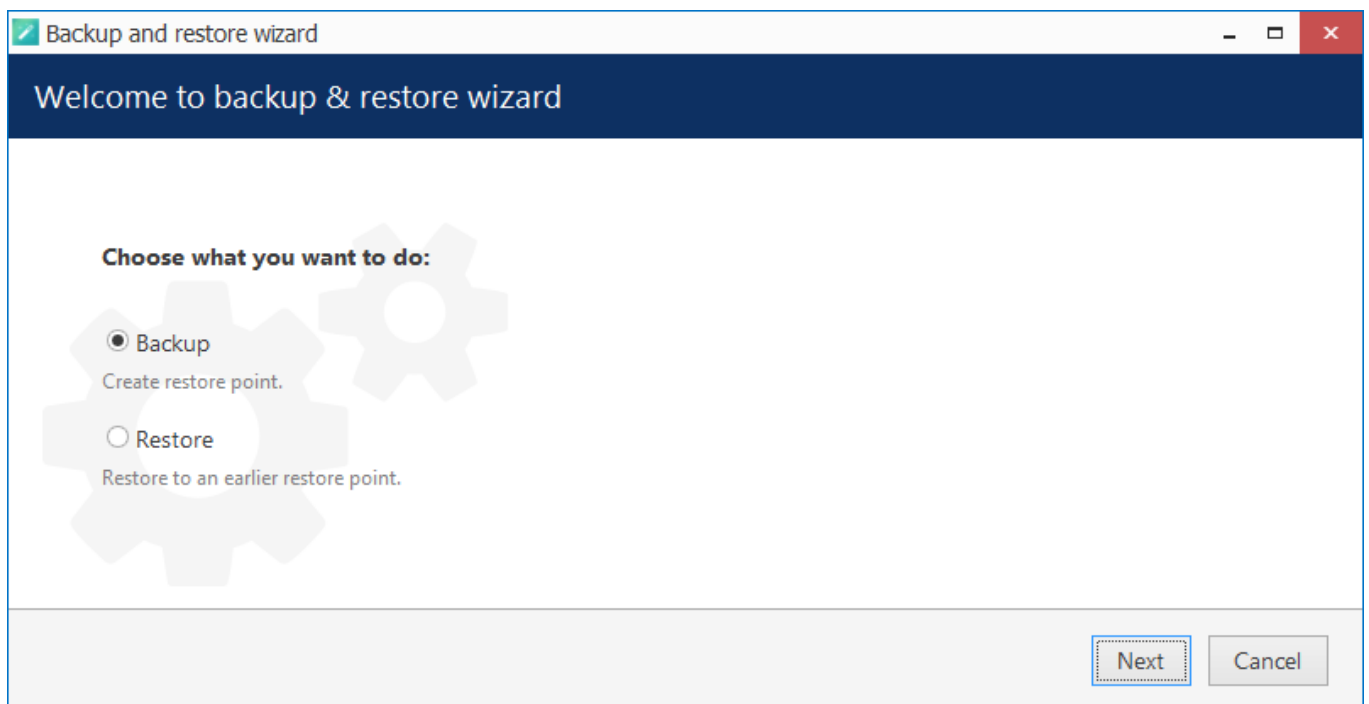 Backup and restore wizard
Welcome to backup & restore wizard
Choose what you want to do:
Backup
Create restore point.
Restore
Restore to an earlier restore point.
Next
Cancel